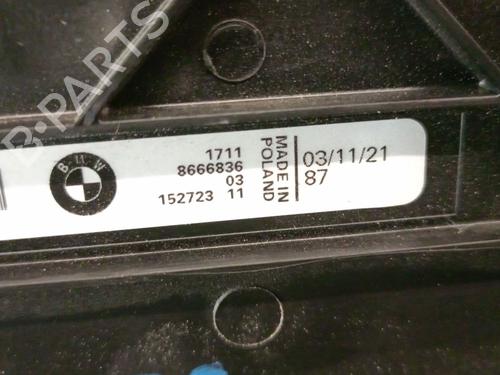 B-PARTS
BMW
1711
8666836
03
152723 11
MADE IN
POLAND
03/11/21
87